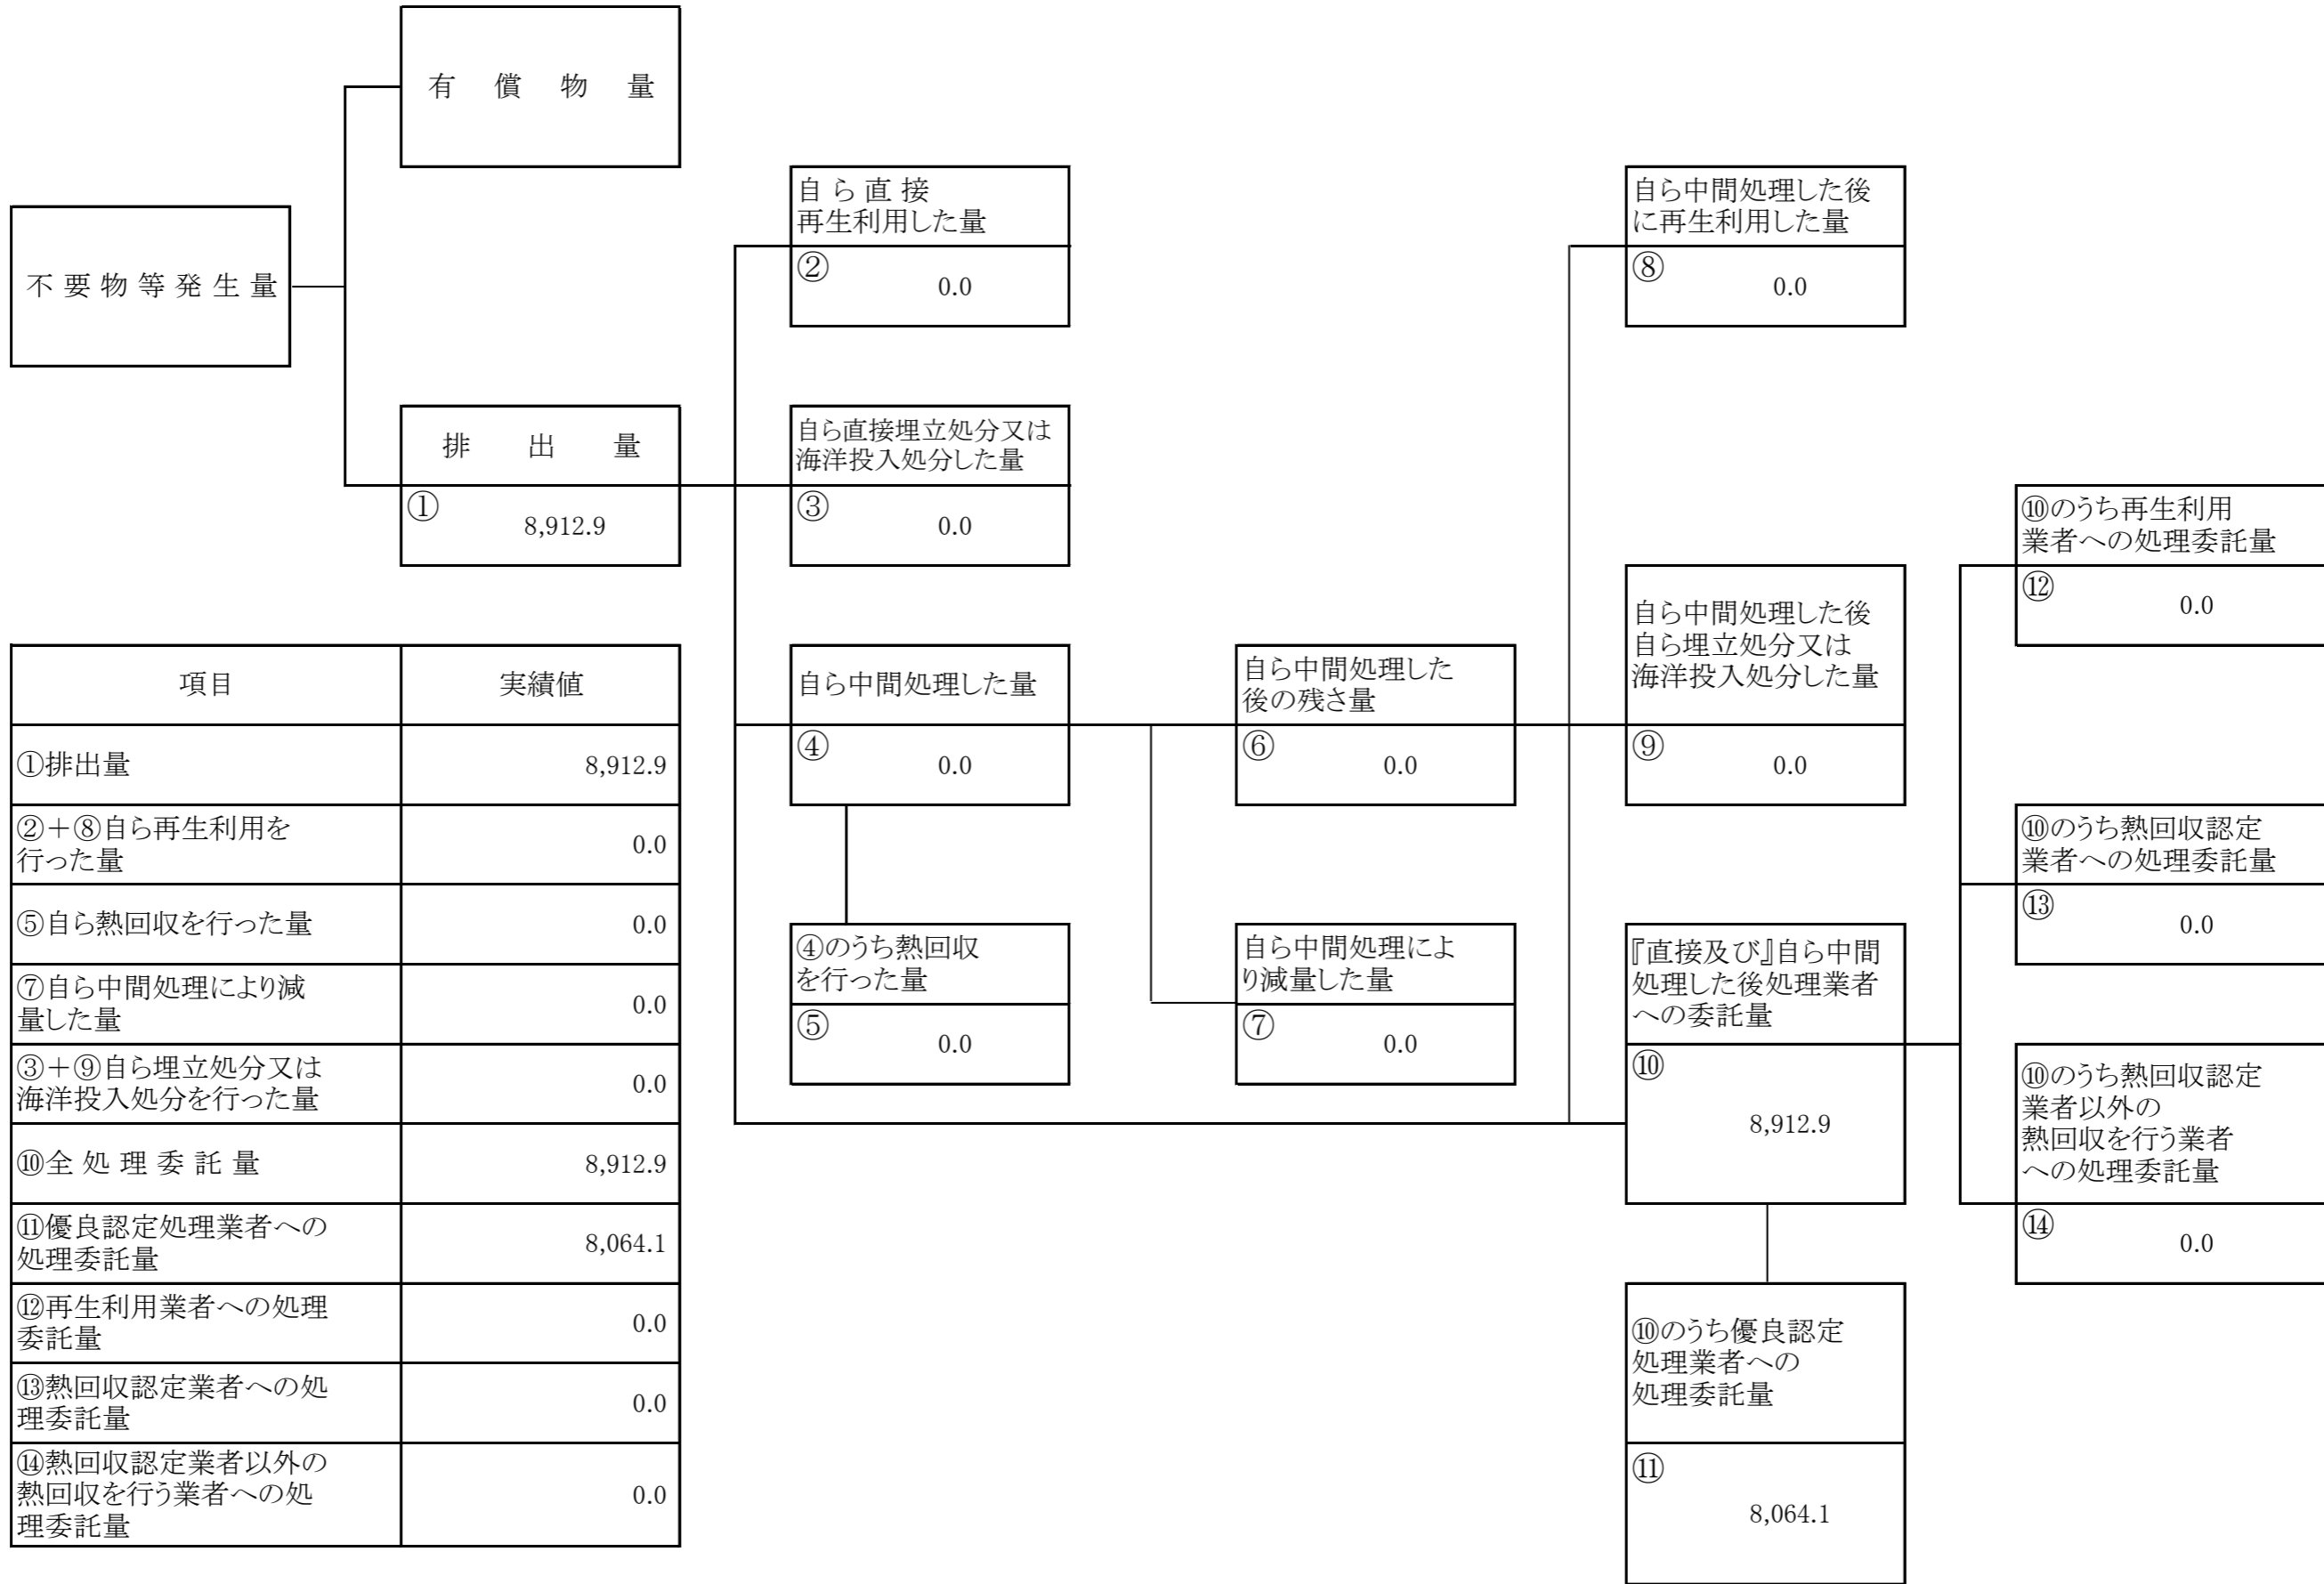 有償物量
不要物等発生量
排出量
①
8,912.9
自ら直接
再生利用した量
②
0.0
自ら直接埋立処分又は
海洋投入処分した量
③
0.0
自ら中間処理した量
④
0.0
④のうち熱回収
を行った量
⑤
0.0
自ら中間処理した
後の残さ量
⑥
0.0
自ら中間処理によ
り減量した量
⑦
0.0
自ら中間処理した後
に再生利用した量
⑧
0.0
自ら中間処理した後
自ら埋立処分又は
海洋投入処分した量
⑨
0.0
『直接及び』自ら中間
処理した後処理業者
への委託量
⑩
8,912.9
⑩のうち優良認定
処理業者への
処理委託量
⑪
8,064.1
⑩のうち再生利用
業者への処理委託量
⑫
0.0
⑩のうち熱回収認定
業者への処理委託量
⑬
0.0
⑩のうち熱回収認定
業者以外の
熱回収を行う業者
への処理委託量
⑭
0.0
項目 実績値
①排出量 8,912.9
②+⑧自ら再生利用を
行った量 0.0
⑤自ら熱回収を行った量 0.0
⑦自ら中間処理により減
量した量 0.0
③+⑨自ら埋立処分又は
海洋投入処分を行った量 0.0
⑩全処理委託量 8,912.9
⑪優良認定処理業者への
処理委託量 8,064.1
⑫再生利用業者への処理
委託量 0.0
⑬熱回収認定業者への処
理委託量 0.0
⑭熱回収認定業者以外の
熱回収を行う業者への処
理委託量 0.0